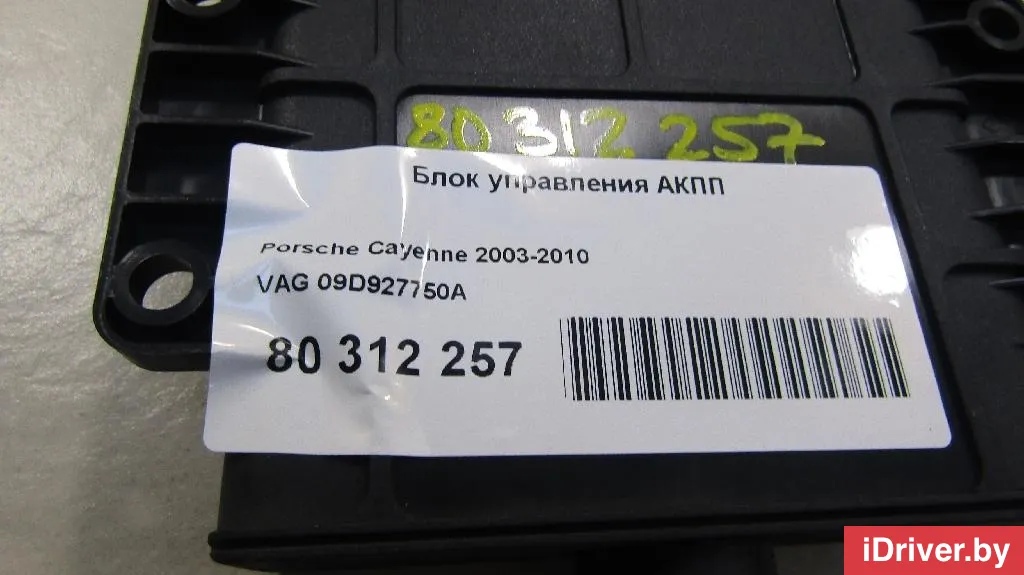 80 312 257
Блок управления АКПП
Porsche Cayenne 2003-2010
VAG 09D927750A
80 312 257
iDriver.by